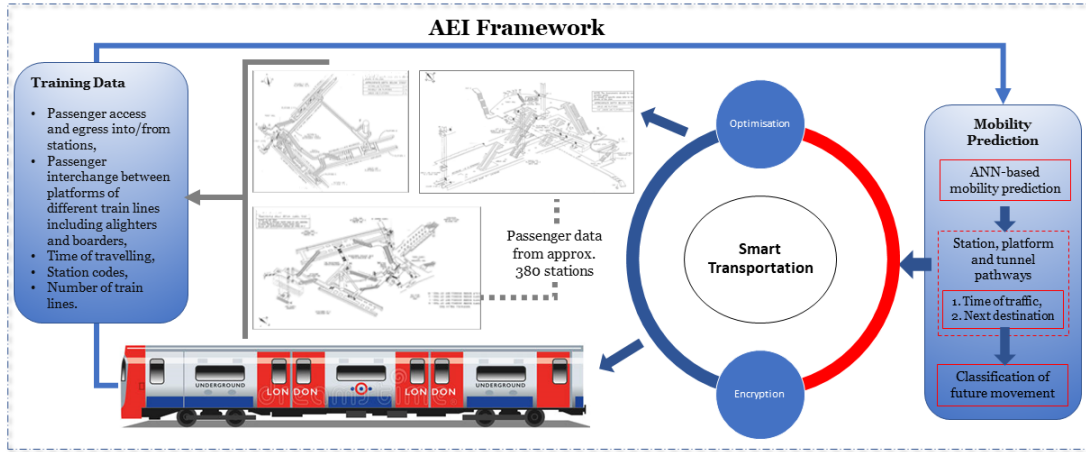 AEI Framework
Training Data
• Passenger access
and egress into/from
stations,
• Passenger
interchange between
platforms of
different train lines
including alighters
and boarders,
• Time of travelling,
• Station codes,
• Number of train
lines.
Passenger data
from approx.
380 stations
UNDERGROUND
LONDON
LONDON
UNDERGROUND
Optimisation
Smart
Transportation
Encryption
Mobility
Prediction
ANN-based
mobility prediction
Station, platform
and tunnel
pathways
1. Time of traffic,
2. Next destination
Classification of
future movement